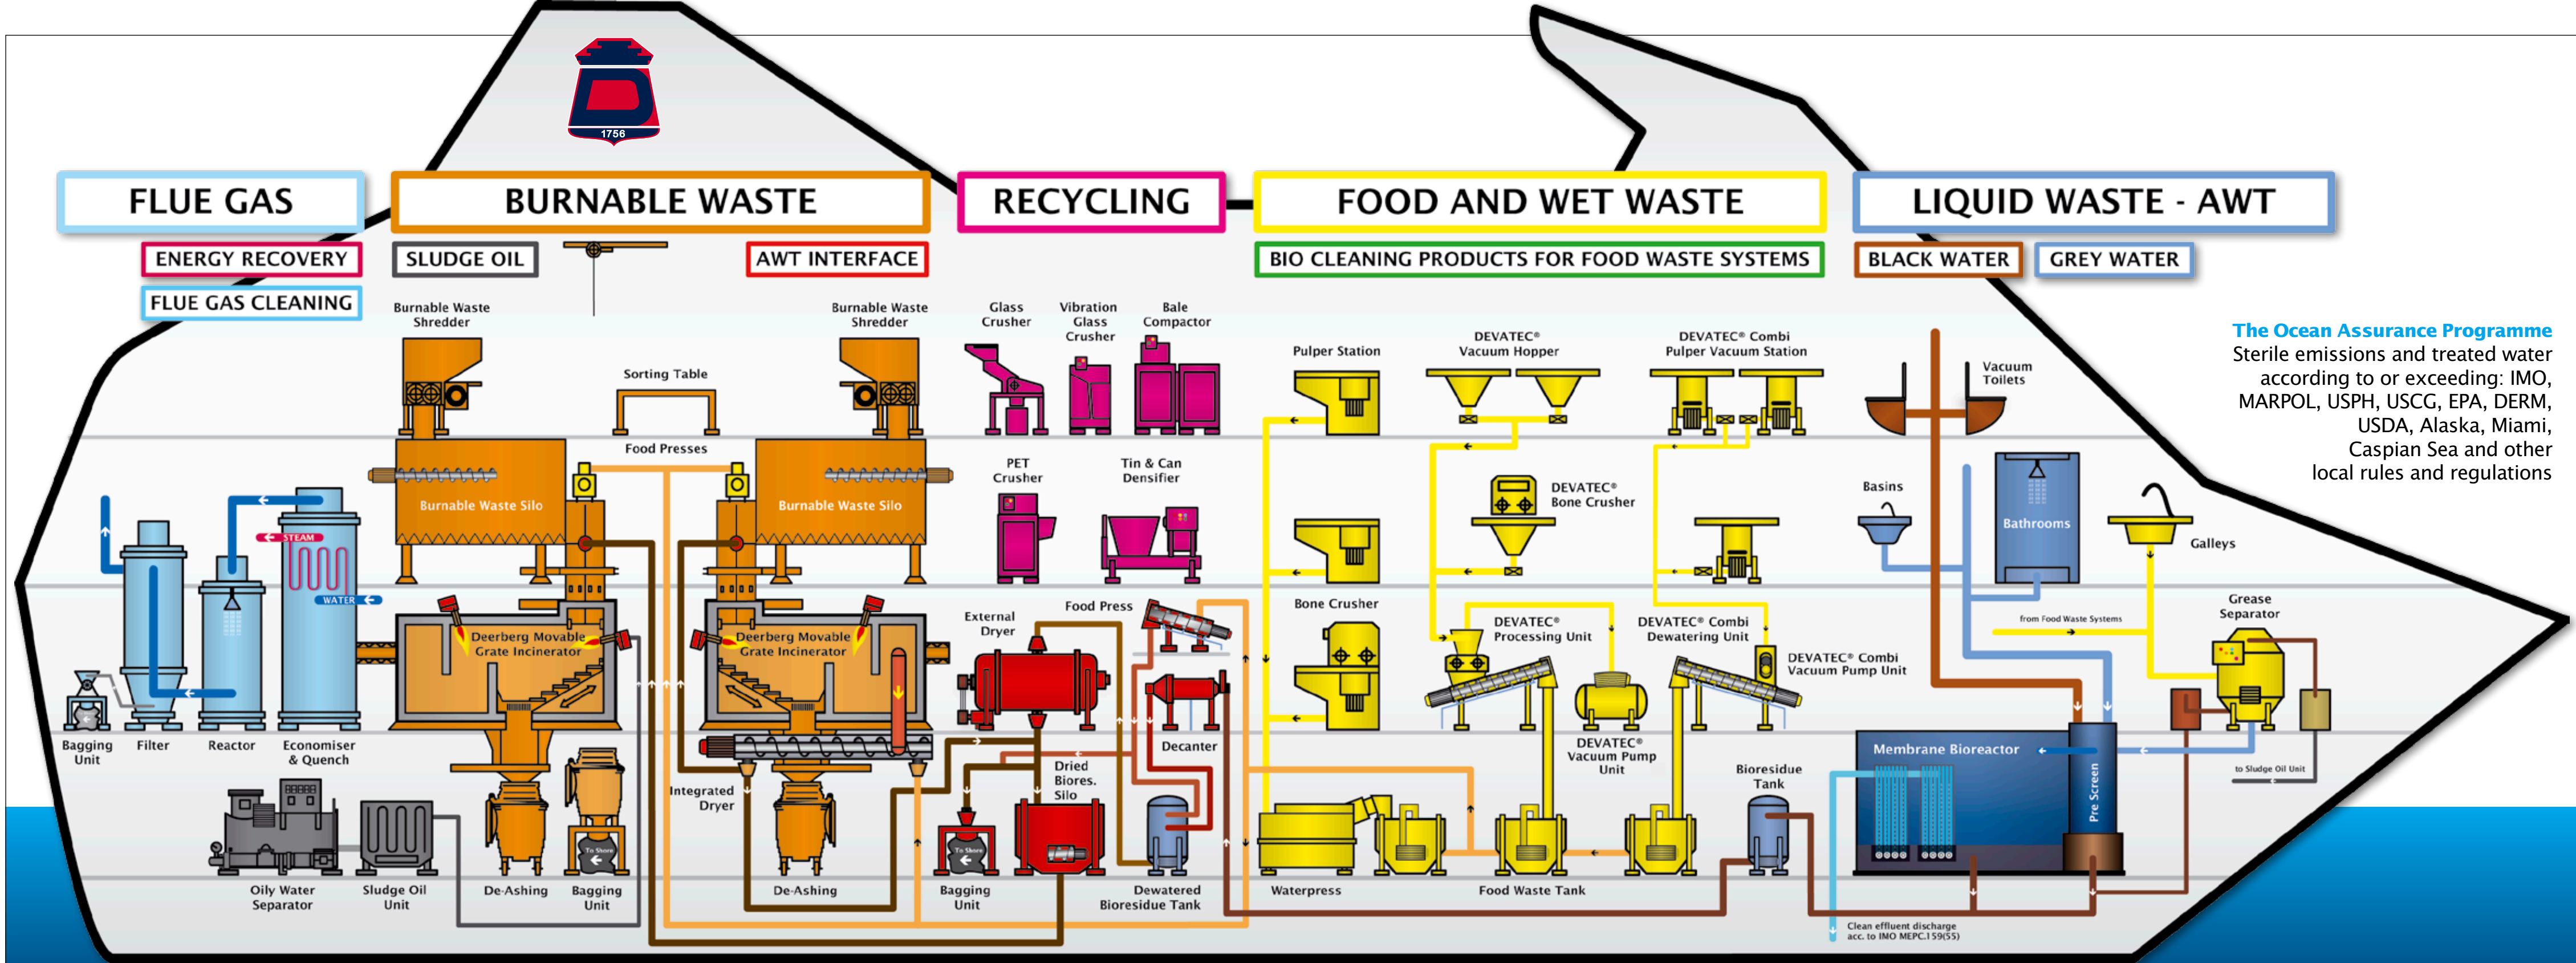 1756
FLUE GAS
BURNABLE WASTE
RECYCLING
FOOD AND WET WASTE
LIQUID WASTE - AWT
ENERGY RECOVERY
FLUE GAS CLEANING
SLUDGE OIL
AWT INTERFACE
BIO CLEANING PRODUCTS FOR FOOD WASTE SYSTEMS
BLACK WATER
GREY WATER
The Ocean Assurance Programme
Sterile emissions and treated water
according to or exceeding: IMO,
MARPOL, USPH, USCG, EPA, DERM,
USDA, Alaska, Miami,
Caspian Sea and other
local rules and regulations
Burnable Waste
Shredder
Sorting Table
Burnable Waste
Shredder
Glass
Crusher
Vibration
Glass
Crusher
Bale
Compactor
Pulper Station
DEVATEC®
Vacuum Hopper
DEVATEC® Combi
Pulper Vacuum Station
Vacuum
Toilets
Food Presses
Burnable Waste Silo
Burnable Waste Silo
PET
Crusher
Tin & Can
Densifier
DEVATEC®
Bone Crusher
Basins
Bathrooms
Galleys
STEAM
WATER
Deerberg Movable
Grate Incinerator
Deerberg Movable
Grate Incinerator
External
Dryer
Food Press
Bone Crusher
DEVATEC®
Processing Unit
DEVATEC® Combi
Dewatering Unit
DEVATEC® Combi
Vacuum Pump Unit
from Food Waste Systems
Grease
Separator
Bagging
Unit
Filter
Reactor
Economiser
& Quench
Integrated
Dryer
Dried
Biores.
Silo
Decanter
DEVATEC®
Vacuum Pump
Unit
Bioresidue
Tank
Membrane Bioreactor
Pre Screen
to Sludge Oil Unit
To Shore
To Shore
Oily Water
Separator
Sludge Oil
Unit
De-Ashing
Bagging
Unit
De-Ashing
Bagging
Unit
Dewatered
Bioresidue Tank
Waterpress
Food Waste Tank
Clean effluent discharge
acc. to IMO MEPC.159(55)